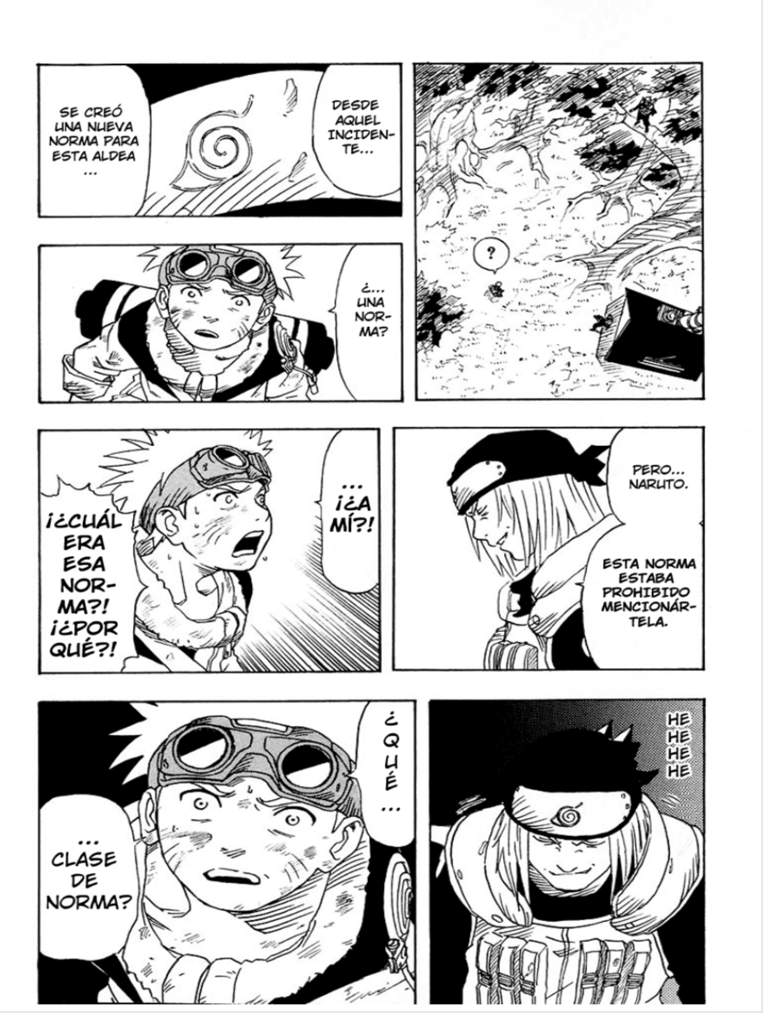 ?
DESDE
AQUEL
INCIDEN-
TE...
SE CREÓ
UNA NUEVA
NORMA PARA
ESTA ALDEA
...
¿...
UNA
NOR-
MA?
PERO...
NARUTO.
ESTA NORMA
ESTABA
PROHIBIDO
MENCIONÁR-
TELA.
...
¡¿A
MÍ?!
¡¿CUÁL
ERA
ESA
NOR-
MA?!
¡¿POR
QUÉ?!
HE
HE
HE
HE
¿
Q
U
É
...
...
CLASE
DE
NORMA?